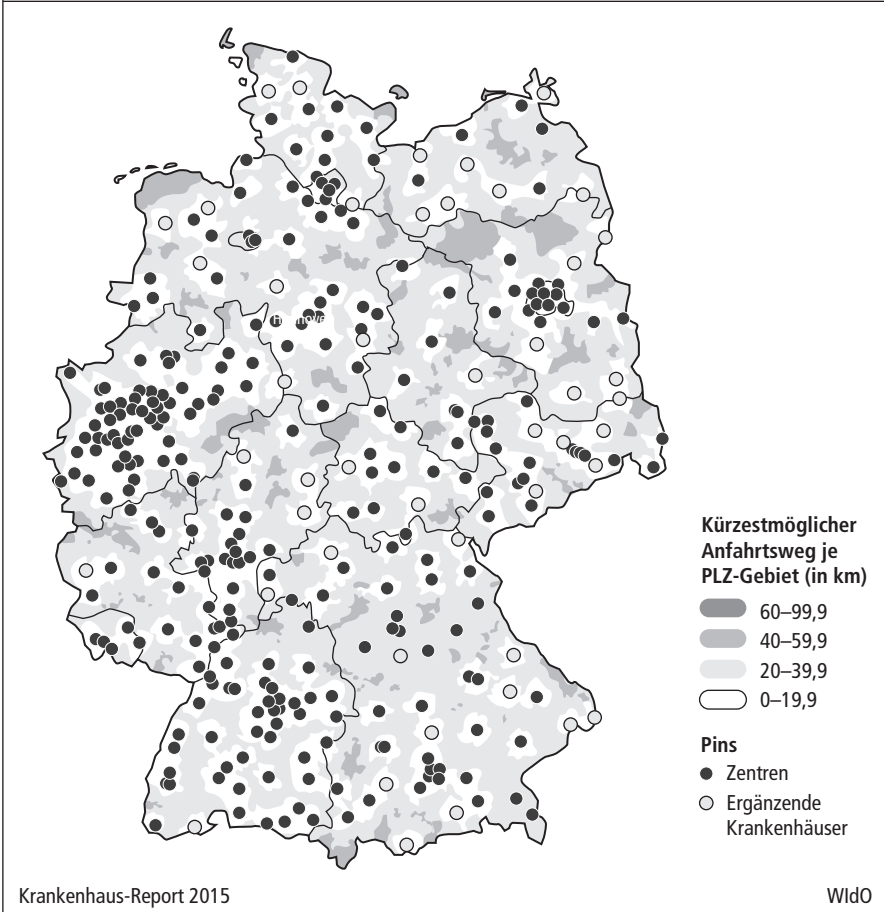 Hannover
Kürzestmöglicher
Anfahrtsweg je
PLZ-Gebiet (in km)
60–99,9
40–59,9
20–39,9
0–19,9
Pins
Zentren
Ergänzende
Krankenhäuser
Krankenhaus-Report 2015
WIdO